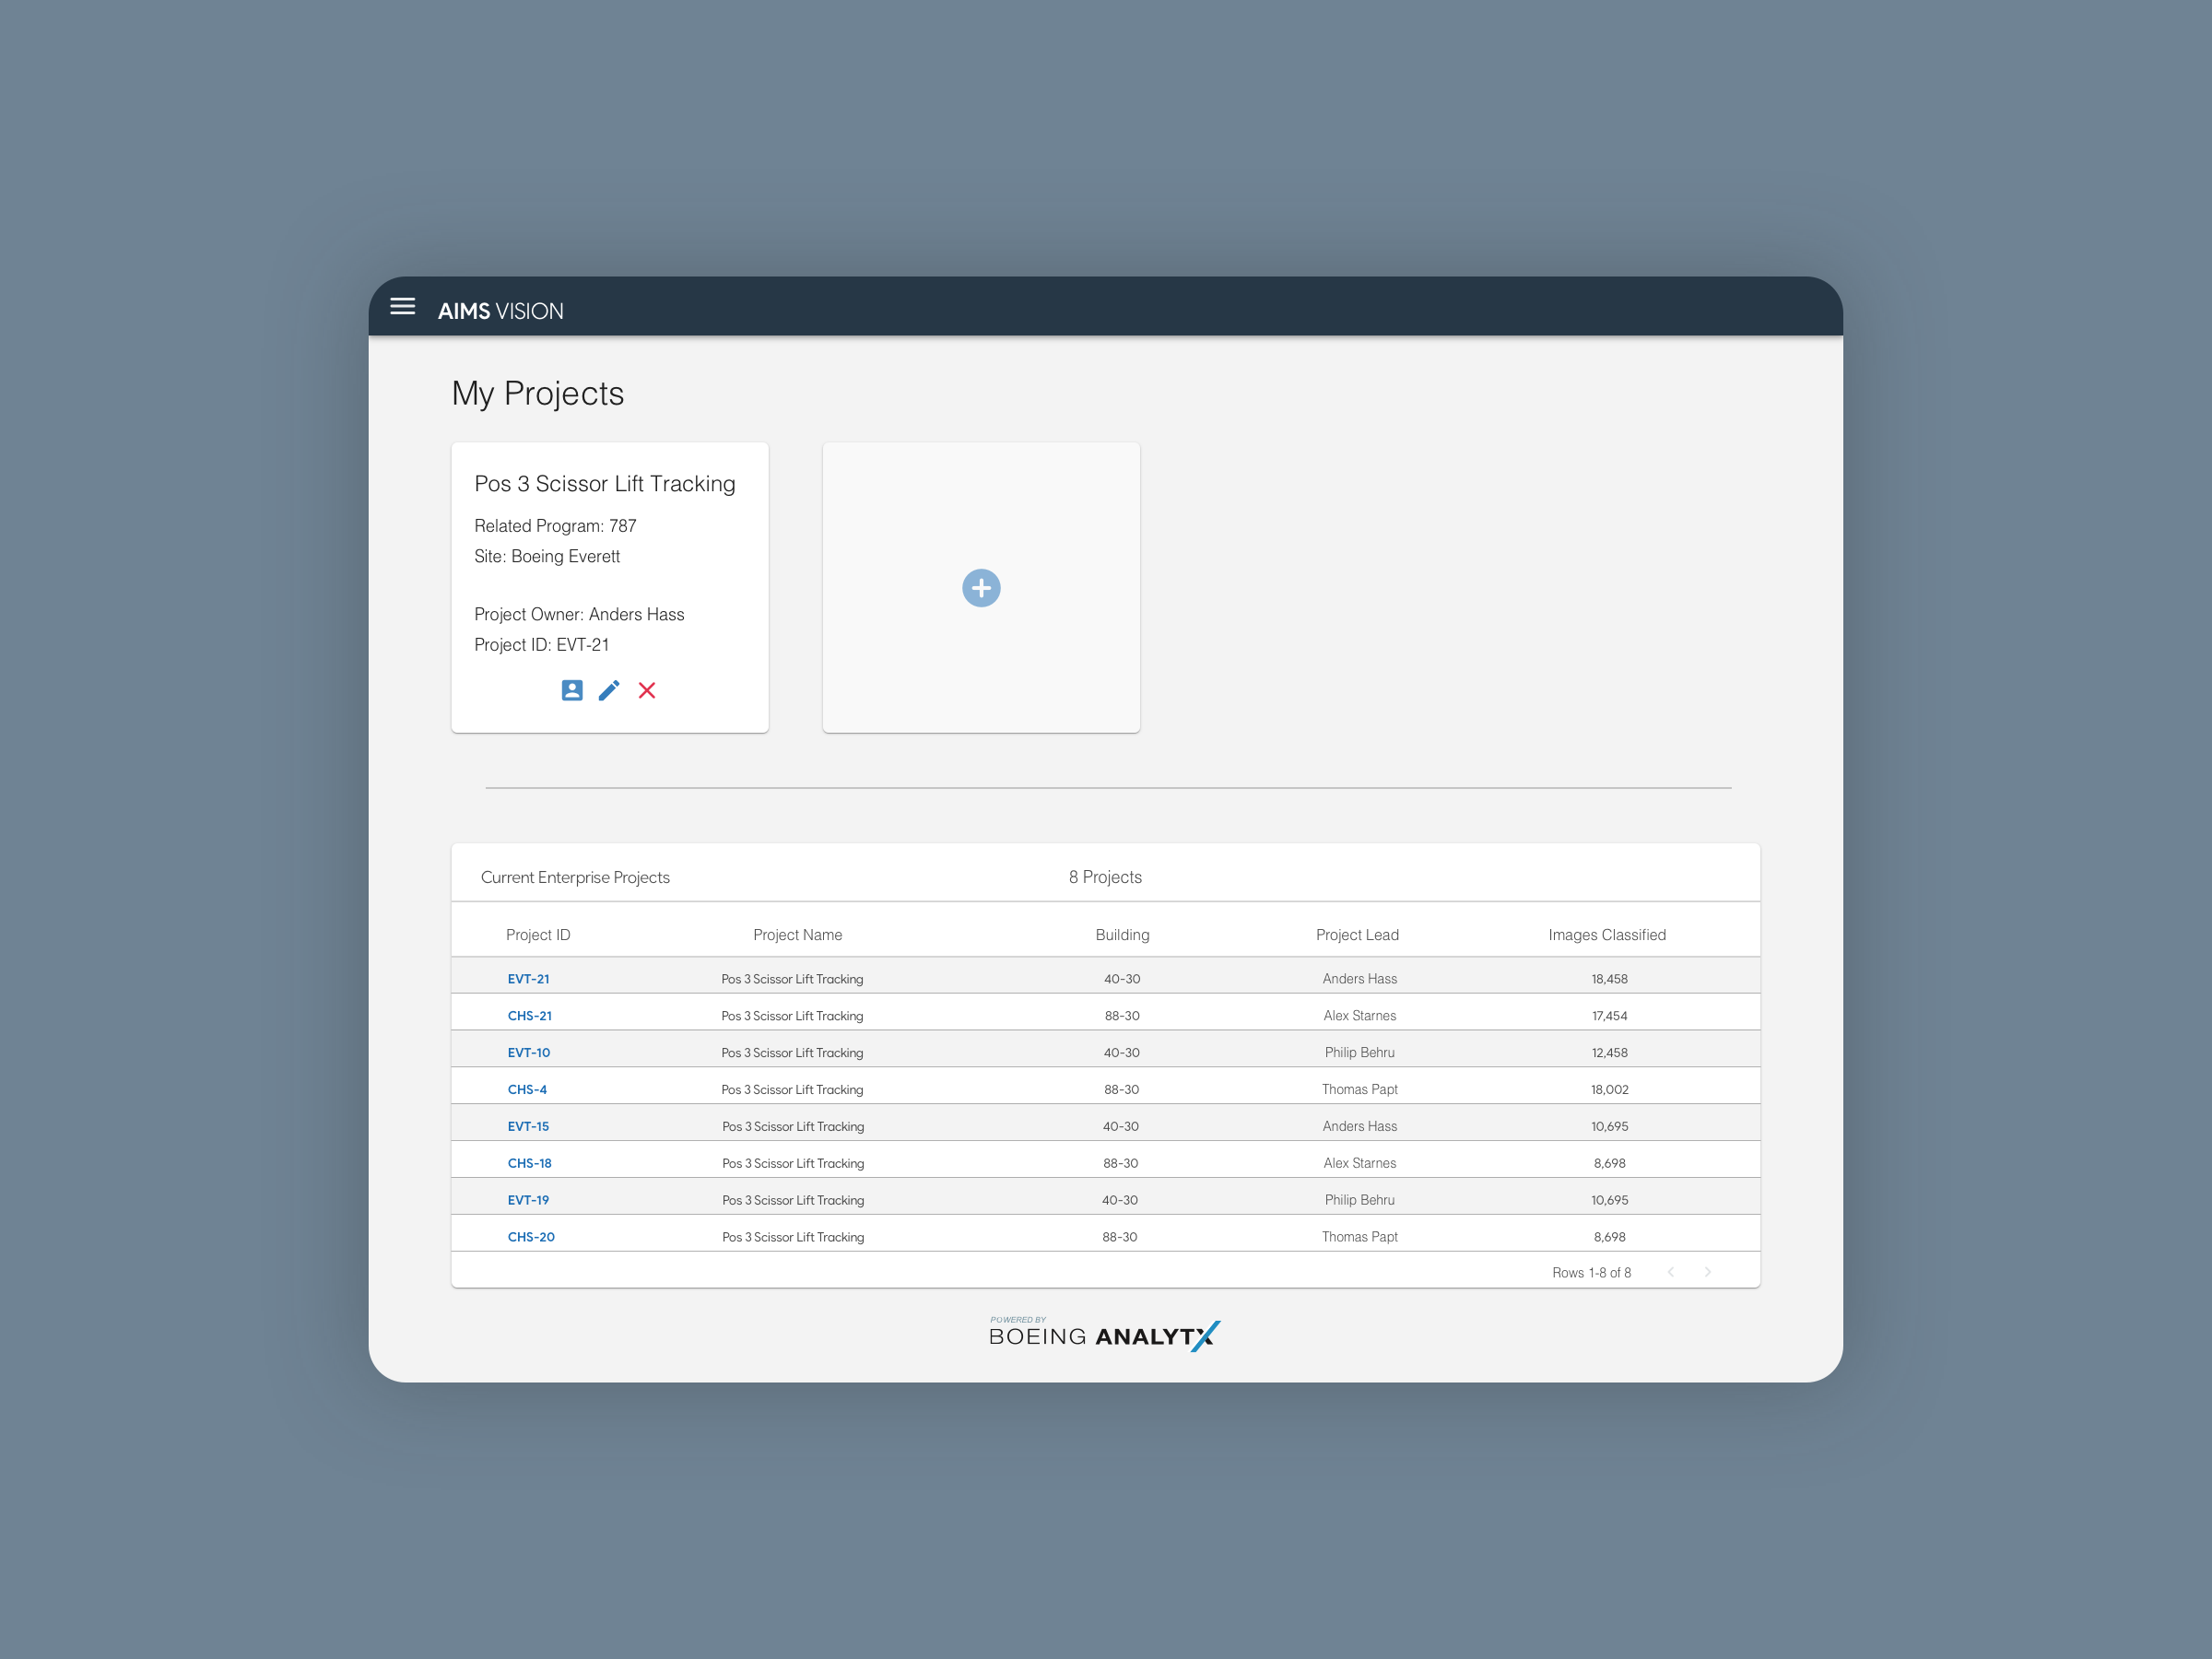 AIMS VISION
My Projects
Pos 3 Scissor Lift Tracking
Related Program: 787
Site: Boeing Everett
Project Owner: Anders Hass
Project ID: EVT-21
Current Enterprise Projects 8 Projects
Project ID Project Name Building Project Lead Images Classified
EVT-21 Pos 3 Scissor Lift Tracking 40-30 Anders Hass 18,458
CHS-21 Pos 3 Scissor Lift Tracking 88-30 Alex Starnes 17,454
EVT-10 Pos 3 Scissor Lift Tracking 40-30 Philip Behru 12,458
CHS-4 Pos 3 Scissor Lift Tracking 88-30 Thomas Papt 18,002
EVT-15 Pos 3 Scissor Lift Tracking 40-30 Anders Hass 10,695
CHS-18 Pos 3 Scissor Lift Tracking 88-30 Alex Starnes 8,698
EVT-19 Pos 3 Scissor Lift Tracking 40-30 Philip Behru 10,695
CHS-20 Pos 3 Scissor Lift Tracking 88-30 Thomas Papt 8,698
Rows 1-8 of 8
POWERED BY
BOEING ANALYTX